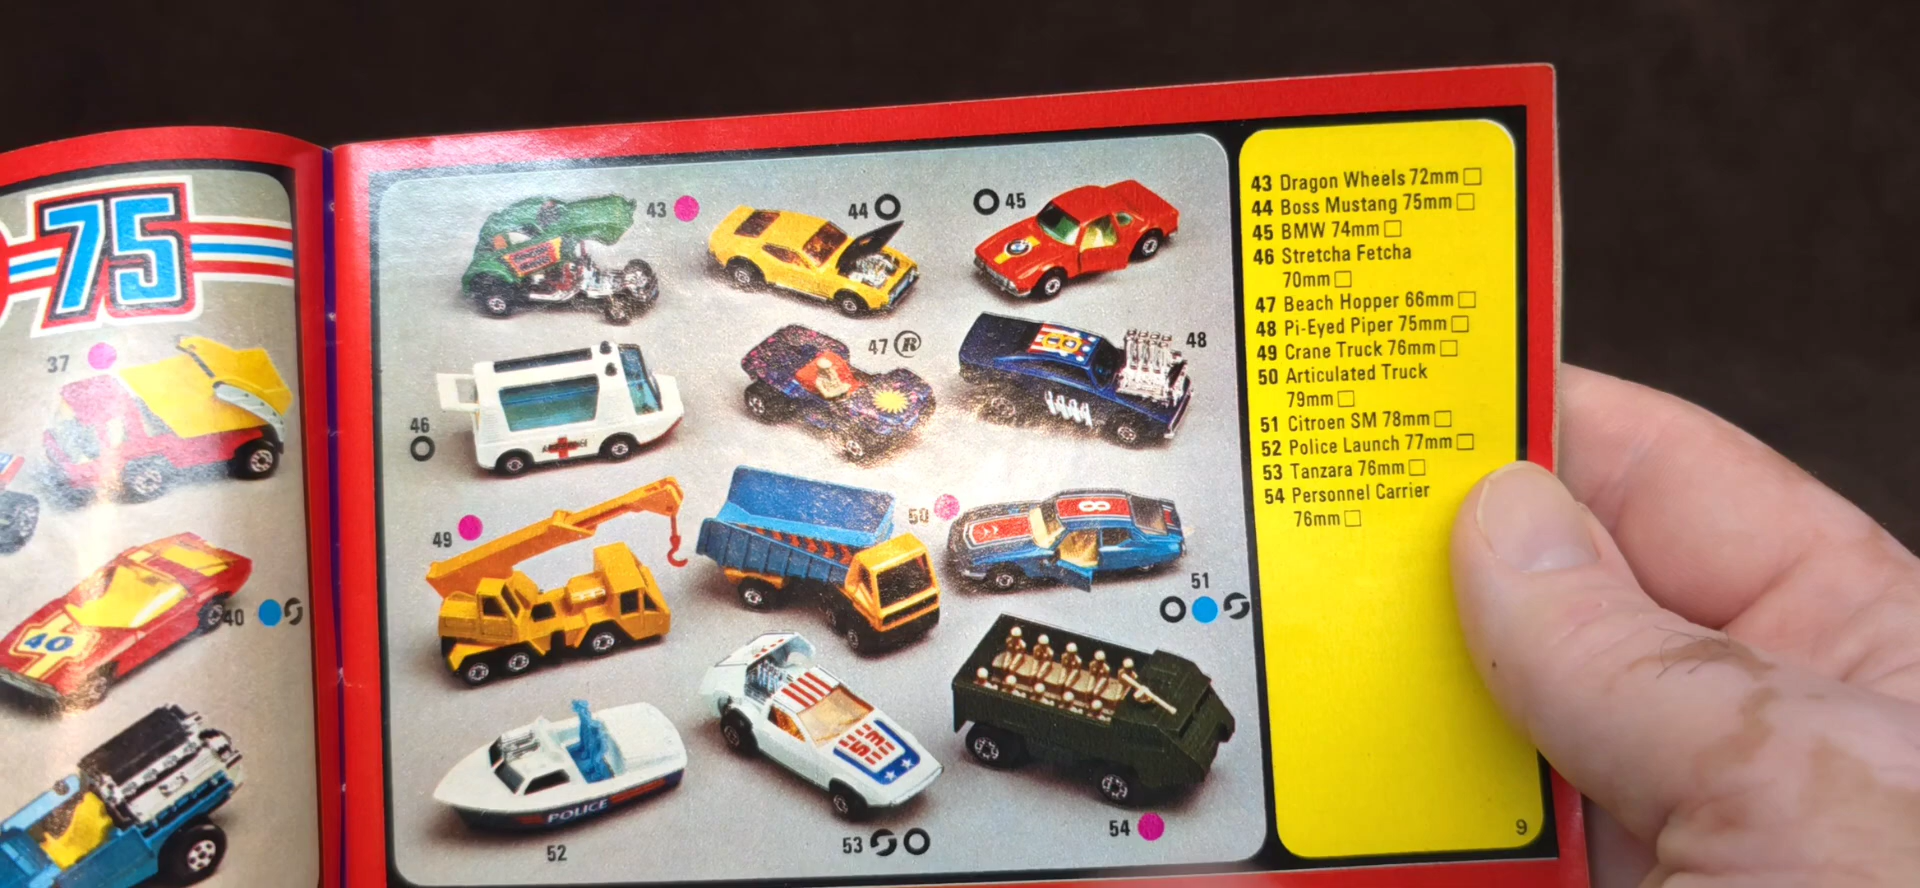 75
37
40
40
43
44
45
46
47 ®
48
49
50
8
51
POLICE
52
53
53
54
43 Dragon Wheels 72mm
44 Boss Mustang 75mm
45 BMW 74mm
46 Stretcha Fetcha
70mm
47 Beach Hopper 66mm
48 Pi-Eyed Piper 75mm
49 Crane Truck 76mm
50 Articulated Truck
79mm
51 Citroen SM 78mm
52 Police Launch 77mm
53 Tanzara 76mm
54 Personnel Carrier
76mm
9